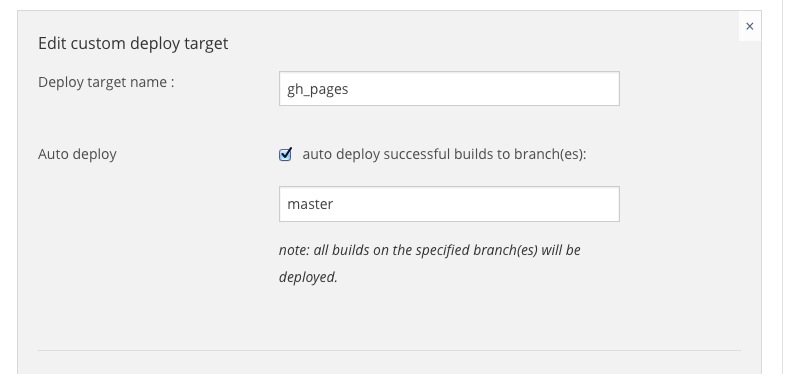 ×
Edit custom deploy target
Deploy target name :
gh_pages
Auto deploy
auto deploy successful builds to branch(es):
master
note: all builds on the specified branch(es) will be
deployed.